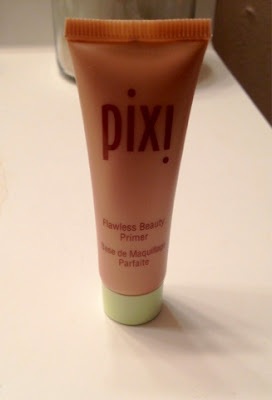 pixi
Flawless Beauty
Primer
Base de Maquillage
Parfaite